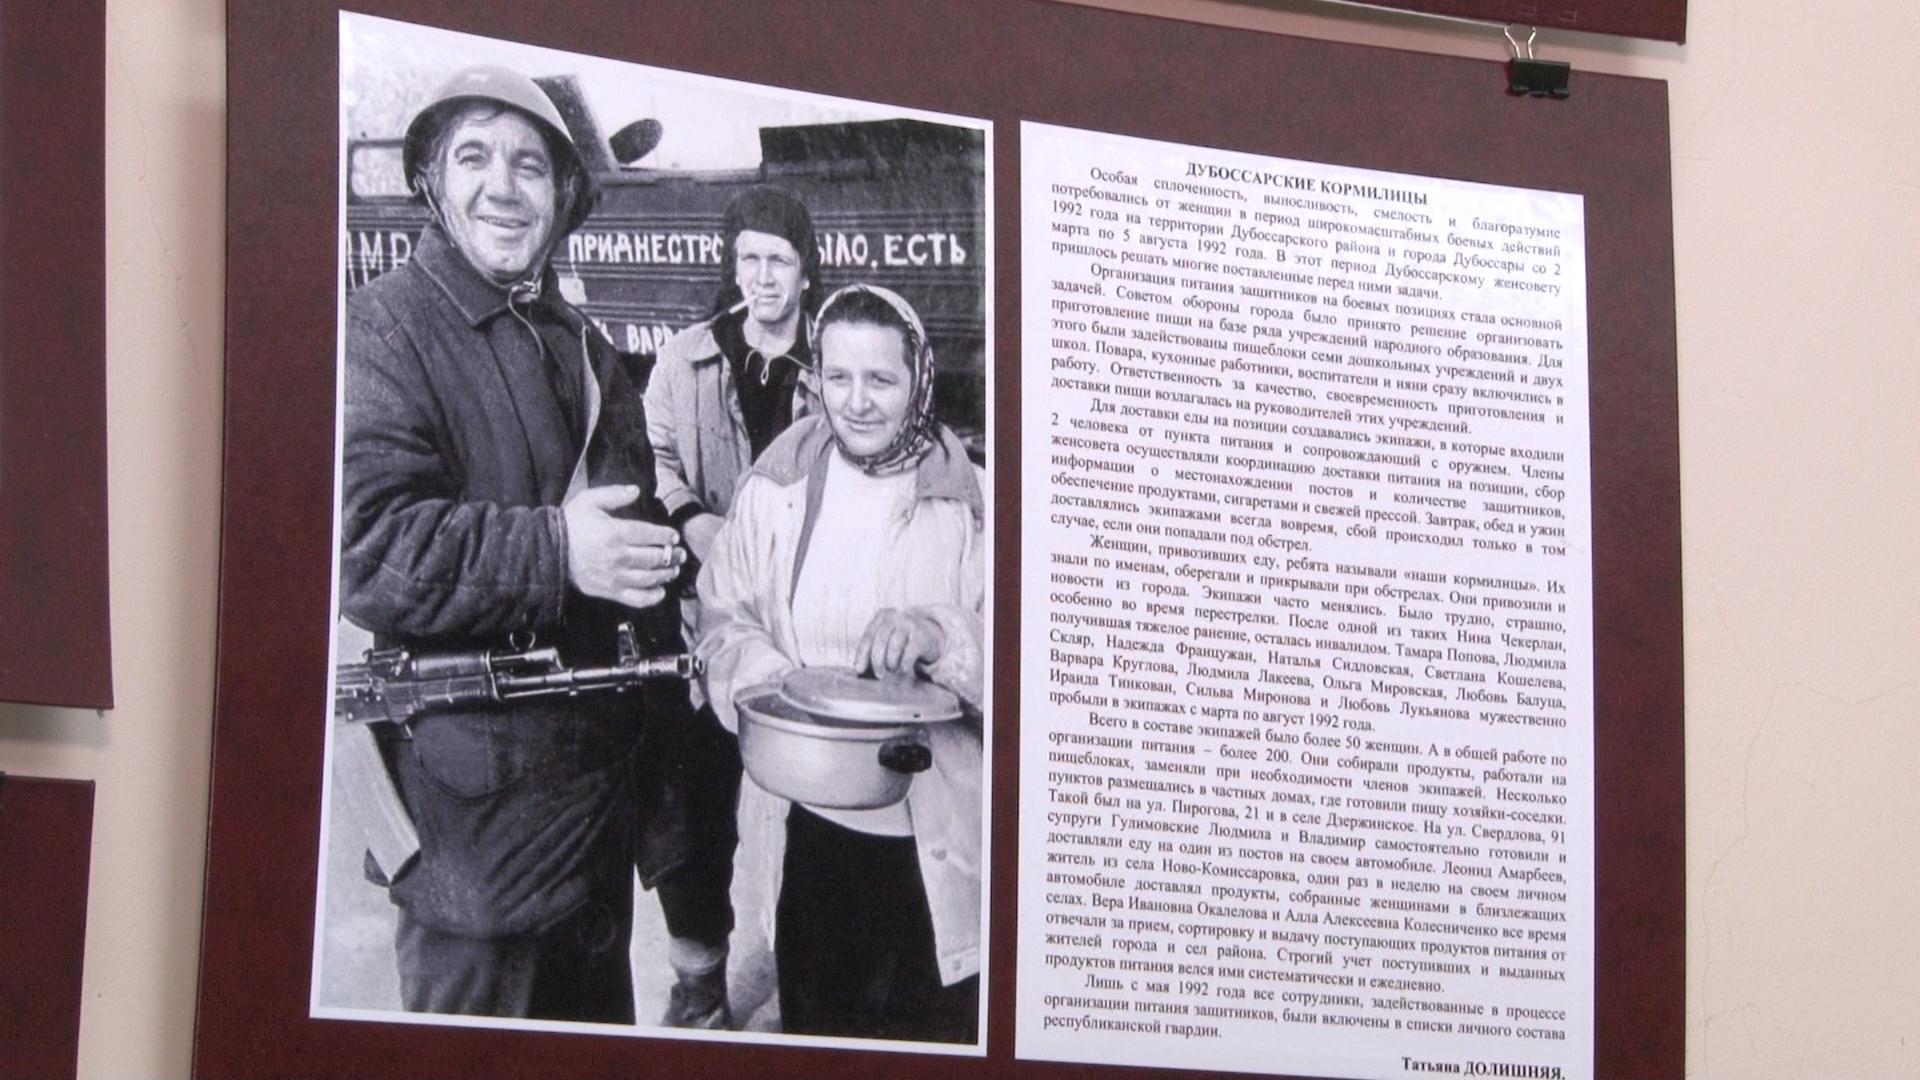 ПМР
ПРИДНЕСТРО
ЫЛО, ЕСТЬ
ВАРВ
ДУБОССАРСКИЕ КОРМИЛИЦЫ
Особая сплоченность, выносливость, смелость и благоразумие
потребовались от женщин в период широкомасштабных боевых действий
1992 года на территории Дубоссарского района и города Дубоссары со 2
марта по 5 августа 1992 года. В этот период Дубоссарскому женсовету
пришлось решать многие поставленные перед ними задачи.
Организация питания защитников на боевых позициях стала основной
задачей. Советом обороны города было принято решение организовать
приготовление пищи на базе ряда учреждений народного образования. Для
этого были задействованы пищеблоки семи дошкольных учреждений и двух
школ. Повара, кухонные работники, воспитатели и няни сразу включились в
работу. Ответственность за качество, своевременность приготовления и
доставки пищи возлагалась на руководителей этих учреждений.
Для доставки еды на позиции создавались экипажи, в которые входили
2 человека от пункта питания и сопровождающий с оружием. Члены
женсовета осуществляли координацию доставки питания на позиции, сбор
информации о местонахождении постов и количестве защитников,
обеспечение продуктами, сигаретами и свежей прессой. Завтрак, обед и ужин
доставлялись экипажами всегда вовремя, сбой происходил только в том
случае, если они попадали под обстрел.
Женщин, привозивших еду, ребята называли «наши кормилицы». Их
знали по именам, оберегали и прикрывали при обстрелах. Они привозили и
новости из города. Экипажи часто менялись. Было трудно, страшно,
особенно во время перестрелки. После одной из таких Нина Чекерлан,
получившая тяжелое ранение, осталась инвалидом. Тамара Попова, Людмила
Скляр, Надежда Французжан, Наталья Сидловская, Светлана Кошелева,
Варвара Круглова, Людмила Лакеева, Ольга Мировская, Любовь Балуца,
Ираида Тинкован, Сильва Миронова и Любовь Лукьянова мужественно
пробыли в экипажах с марта по август 1992 года.
Всего в составе экипажей было более 50 женщин. А в общей работе по
организации питания – более 200. Они собирали продукты, работали на
пищеблоках, заменяли при необходимости членов экипажей. Несколько
пунктов размещались в частных домах, где готовили пищу хозяйки-соседки.
Такой был на ул. Пирогова, 21 и в селе Дзержинское. На ул. Свердлова, 91
супруги Гулимовские Людмила и Владимир самостоятельно готовили и
доставляли еду на один из постов на своем автомобиле. Леонид Амарбеев,
житель из села Ново-Комиссаровка, один раз в неделю на своем личном
автомобиле доставлял продукты, собранные женщинами в близлежащих
селах. Вера Ивановна Окалелова и Алла Алексеевна Колесниченко все время
отвечали за прием, сортировку и выдачу поступающих продуктов питания от
жителей города и сел района. Строгий учет поступивших и выданных
продуктов питания велся ими систематически и ежедневно.
Лишь с мая 1992 года все сотрудники, задействованные в процессе
организации питания защитников, были включены в списки личного состава
республиканской гвардии.
Татьяна ДОЛИШНЯЯ.